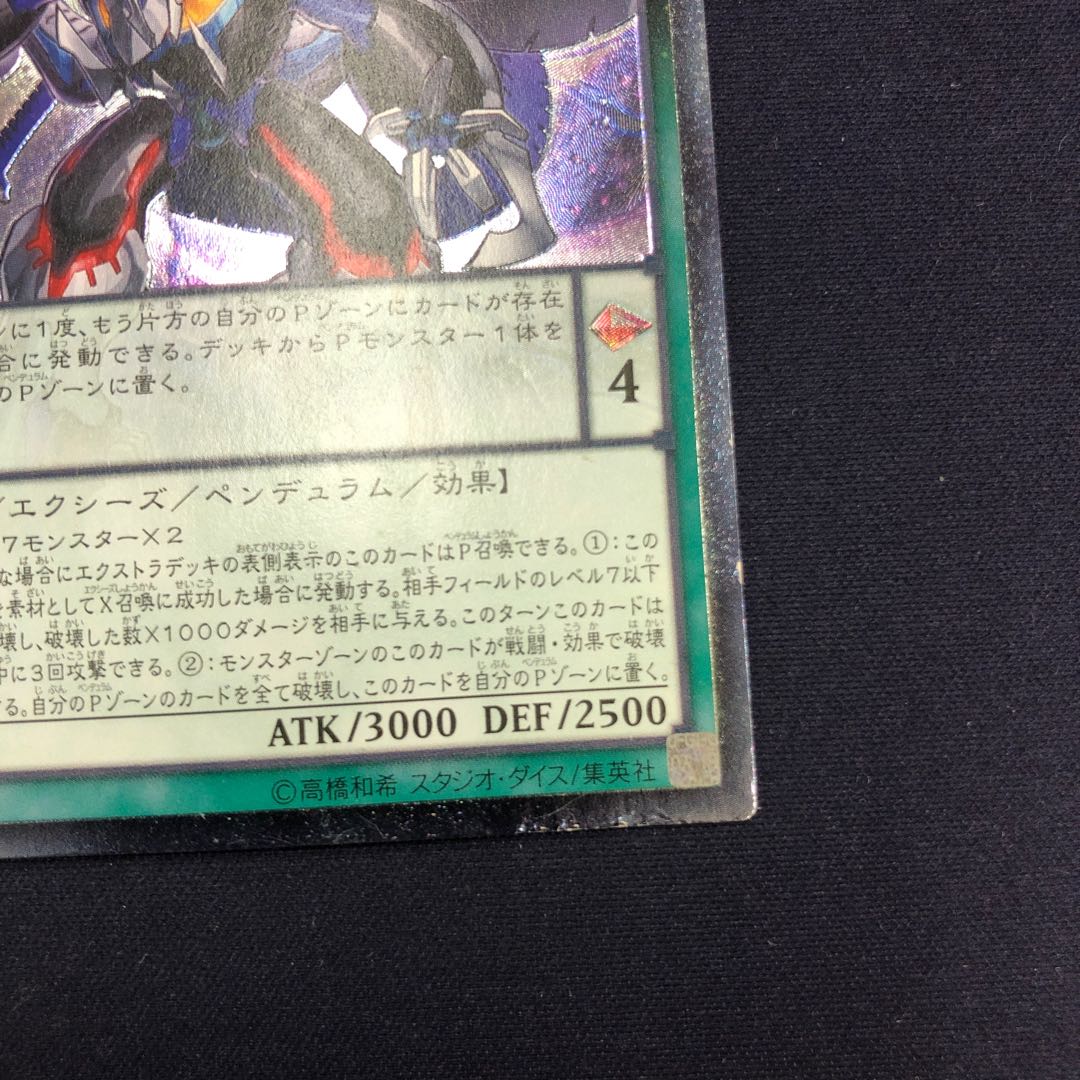 ンに1度、もう片方の自分のPゾーンにカードが存在
合に発動できる。デッキからPモンスター1体を
のPゾーンに置く。
4
/エクシーズ/ペンデュラム/効果】
7モンスター×2
な場合にエクストラデッキの表側表示のこのカードはP召喚できる。①:この
を素材としてX召喚に成功した場合に発動する。相手フィールドのレベル7以下
壊し、破壊した数×1000ダメージを相手に与える。このターンこのカードは
中に3回攻撃できる。②:モンスターゾーンのこのカードが戦闘・効果で破壊
る。自分のPゾーンのカードを全て破壊し、このカードを自分のPゾーンに置く。
ATK/3000 DEF/2500
©高橋和希 スタジオ・ダイス/集英社